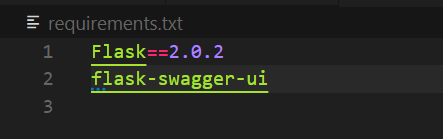 requirements.txt
1 Flask==2.0.2
2 flask-swagger-ui
3